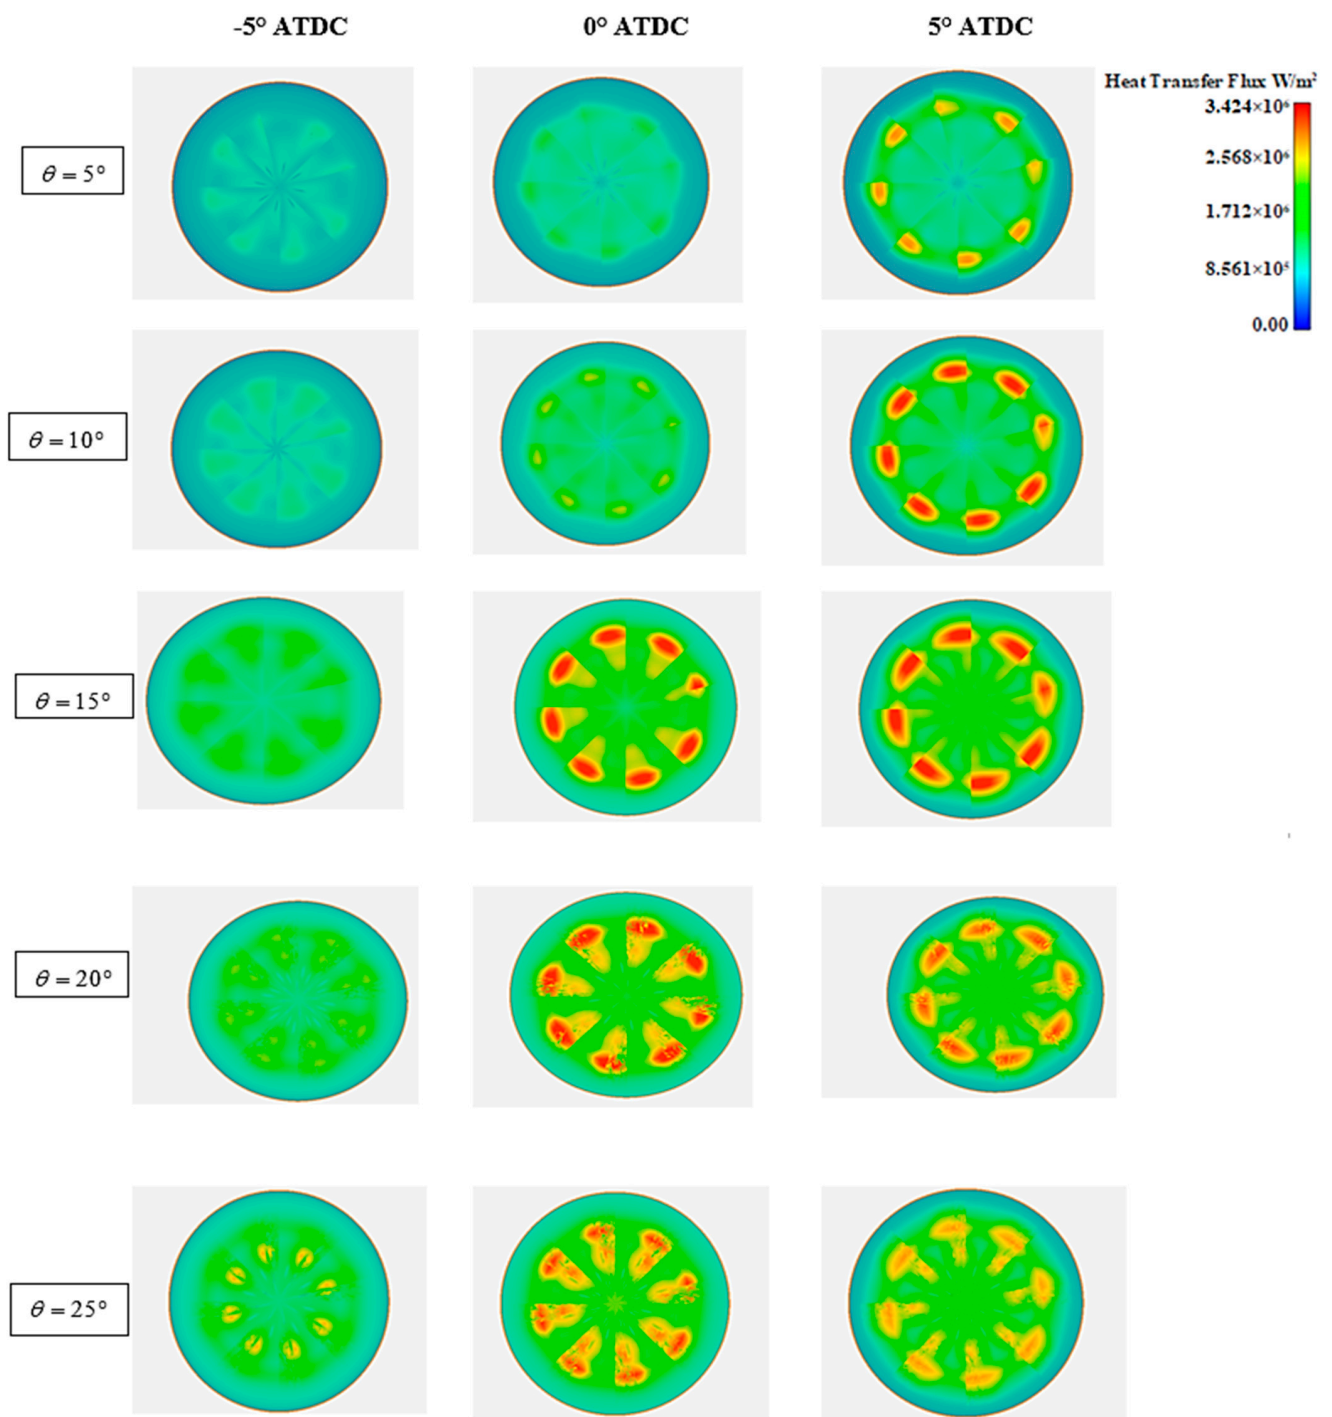 -5° ATDC
0° ATDC
5° ATDC
Heat Transfer Flux W/m²
3.424×10⁶
2.568×10⁶
1.712×10⁶
8.561×10⁵
0.00
θ = 5°
θ = 10°
θ = 15°
θ = 20°
θ = 25°